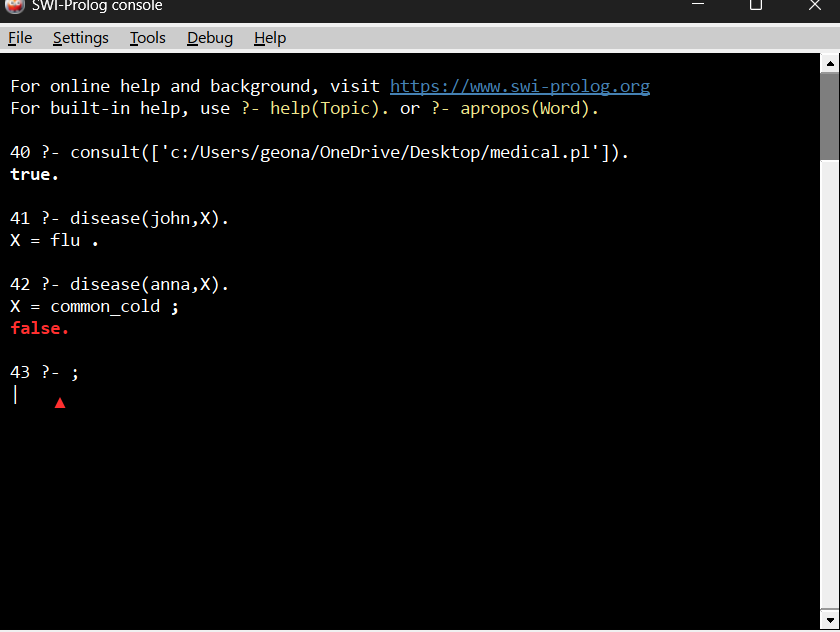 SWI-Prolog console
File Settings Tools Debug Help
For online help and background, visit https://www.swi-prolog.org
For built-in help, use ?- help(Topic). or ?- apropos(Word).
40 ?- consult(['c:/Users/geona/OneDrive/Desktop/medical.pl']).
true.
41 ?- disease(john,X).
X = flu .
42 ?- disease(anna,X).
X = common_cold ;
false.
43 ?- ;
|